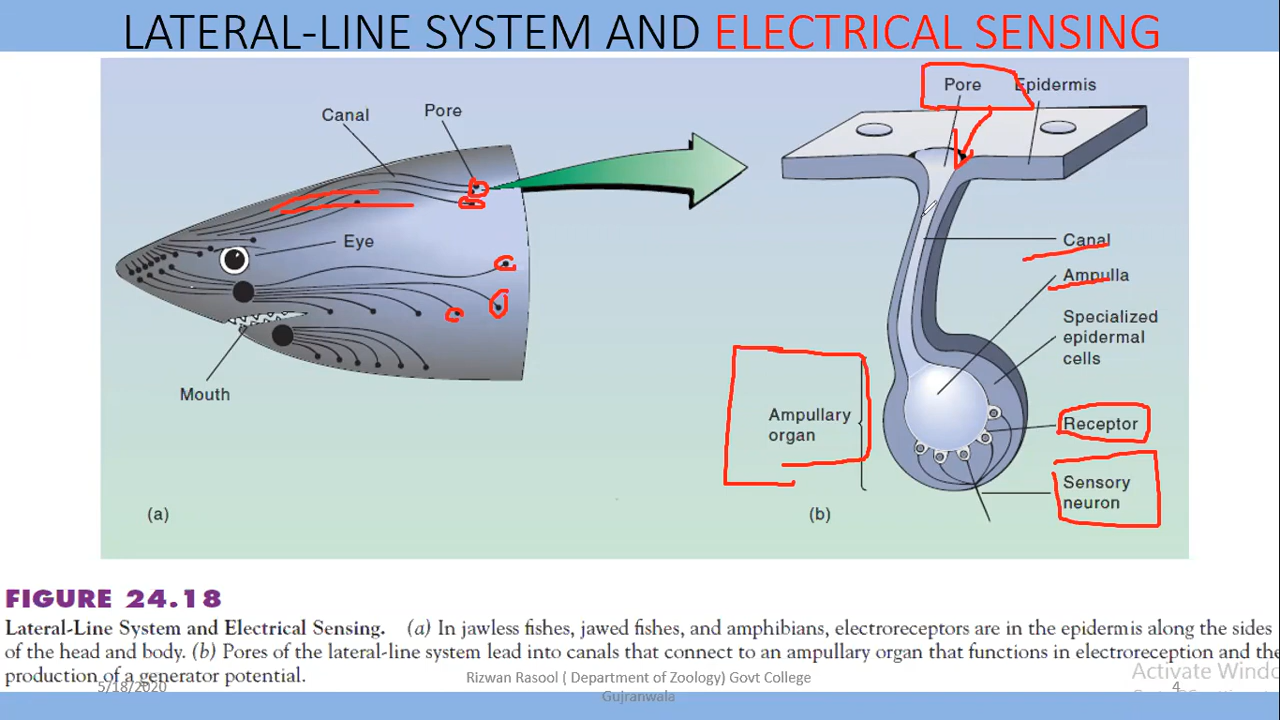 LATERAL-LINE SYSTEM AND ELECTRICAL SENSING
Canal
Pore
Eye
Mouth
(a)
Pore
Epidermis
Canal
Ampulla
Specialized
epidermal
cells
Ampullary
organ
Receptor
Sensory
neuron
(b)
FIGURE 24.18
Lateral-Line System and Electrical Sensing. (a) In jawless fishes, jawed fishes, and amphibians, electroreceptors are in the epidermis along the sides
of the head and body. (b) Pores of the lateral-line system lead into canals that connect to an ampullary organ that functions in electroreception and the
production of a generator potential.
5/18/2020
Rizwan Rasool ( Department of Zoology) Govt College
Gujranwala
4
Activate Windo